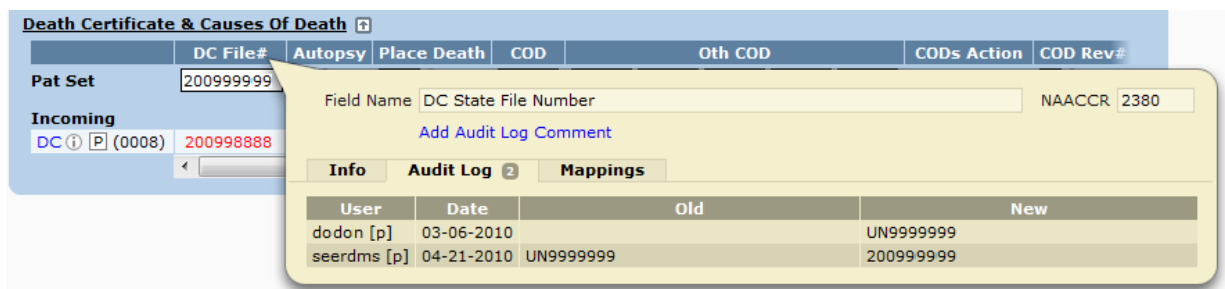 Death Certificate & Causes Of Death
DC File# Autopsy Place Death COD Oth COD CODs Action COD Rev#
Pat Set 200999999
Field Name DC State File Number NAACCR 2380
Incoming
Add Audit Log Comment
DC P (0008) 200998888
Info Audit Log 2 Mappings
User Date Old New
dodon [p] 03-06-2010 UN9999999
seerdms [p] 04-21-2010 UN9999999 200999999